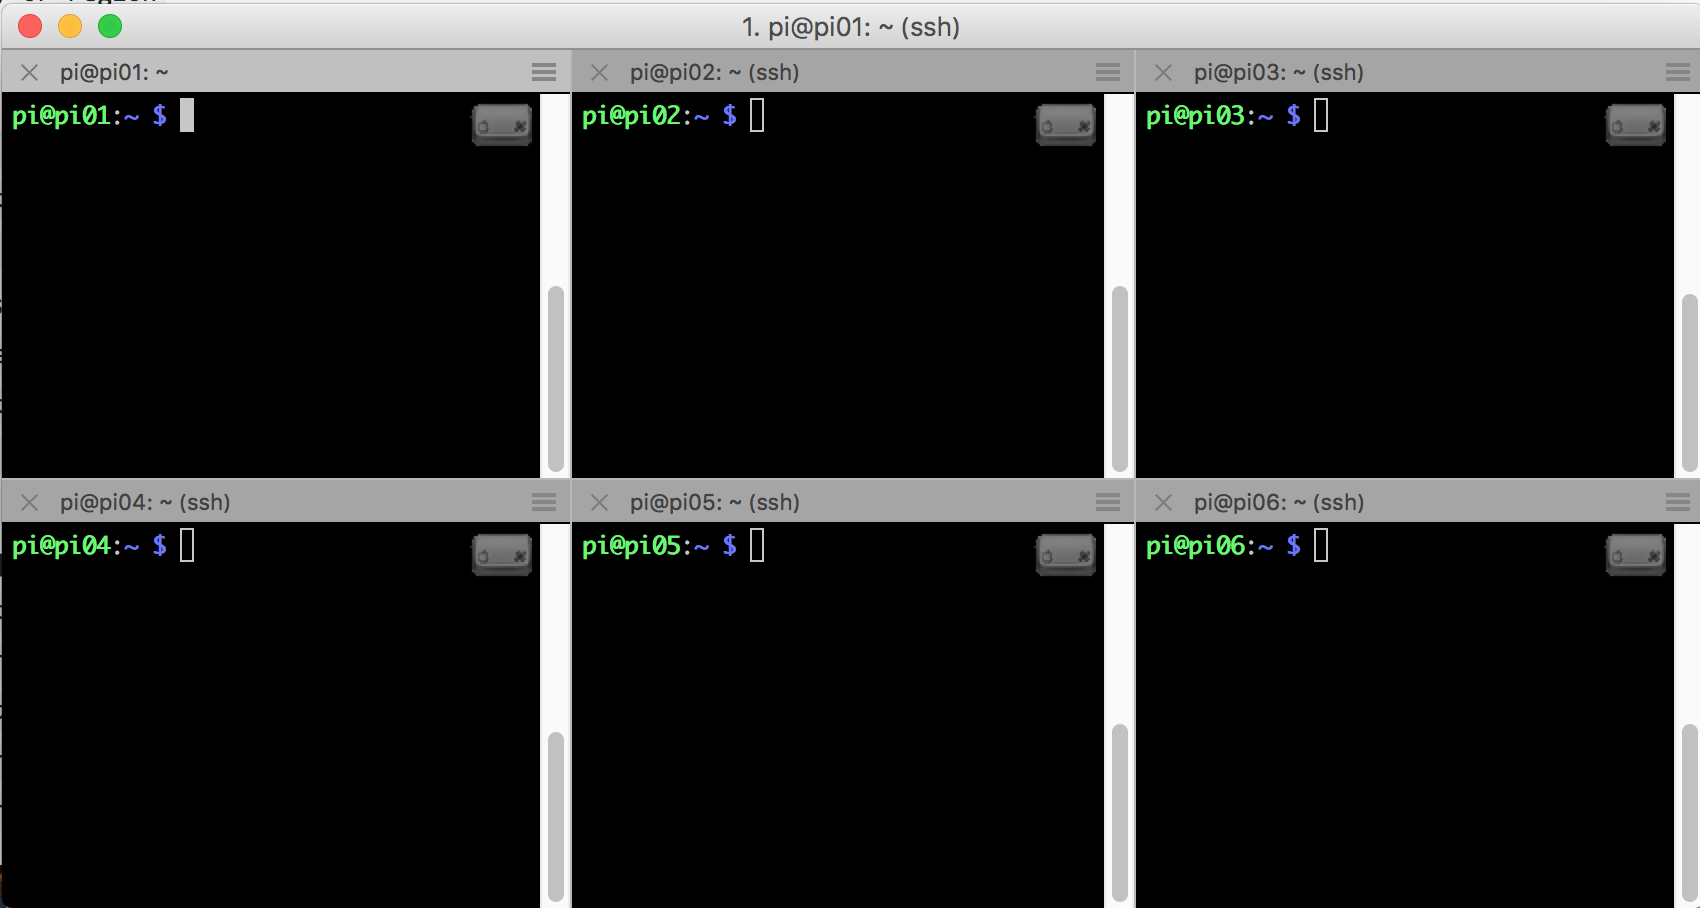 1. pi@pi01: ~ (ssh)
pi@pi01: ~
pi@pi02: ~ (ssh)
pi@pi03: ~ (ssh)
pi@pi01:~ $
pi@pi02:~ $
pi@pi03:~ $
pi@pi04: ~ (ssh)
pi@pi05: ~ (ssh)
pi@pi06: ~ (ssh)
pi@pi04:~ $
pi@pi05:~ $
pi@pi06:~ $